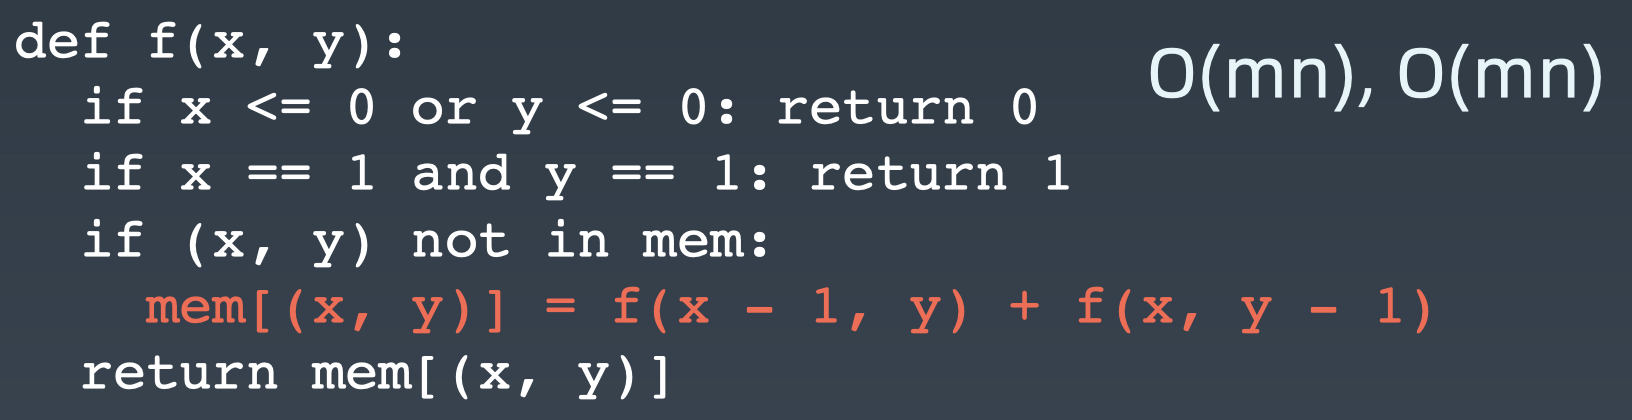 def f(x, y):
O(mn), O(mn)
  if x <= 0 or y <= 0: return 0
  if x == 1 and y == 1: return 1
  if (x, y) not in mem:
    mem[(x, y)] = f(x - 1, y) + f(x, y - 1)
  return mem[(x, y)]